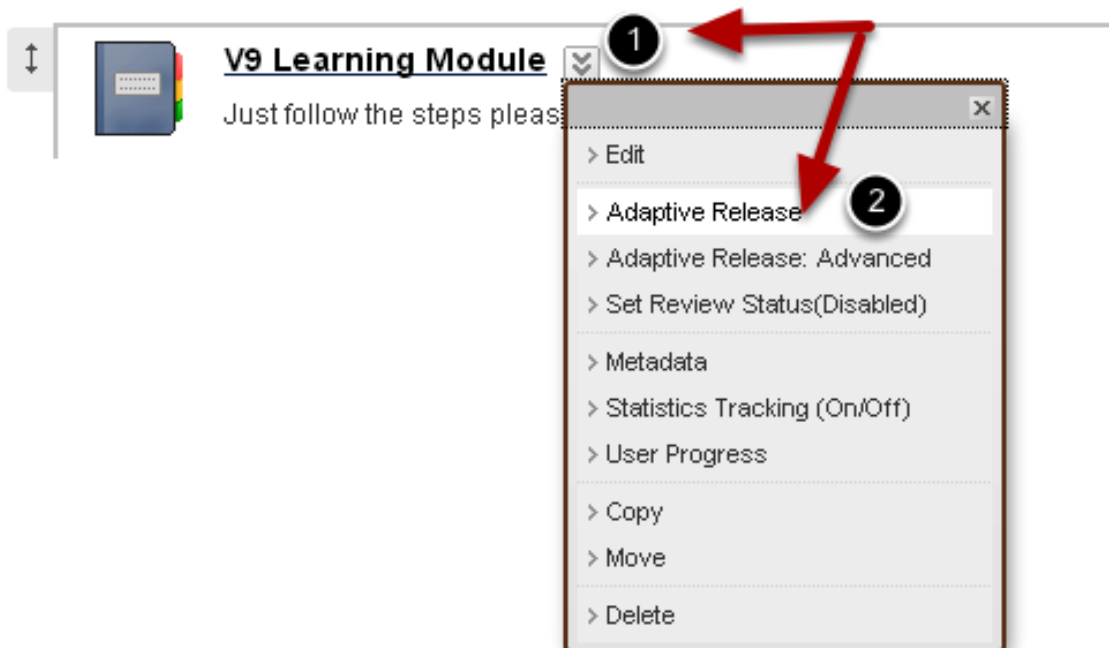 1
V9 Learning Module
Just follow the steps pleas
Edit
Adaptive Release
2
Adaptive Release: Advanced
Set Review Status(Disabled)
Metadata
Statistics Tracking (On/Off)
User Progress
Copy
Move
Delete